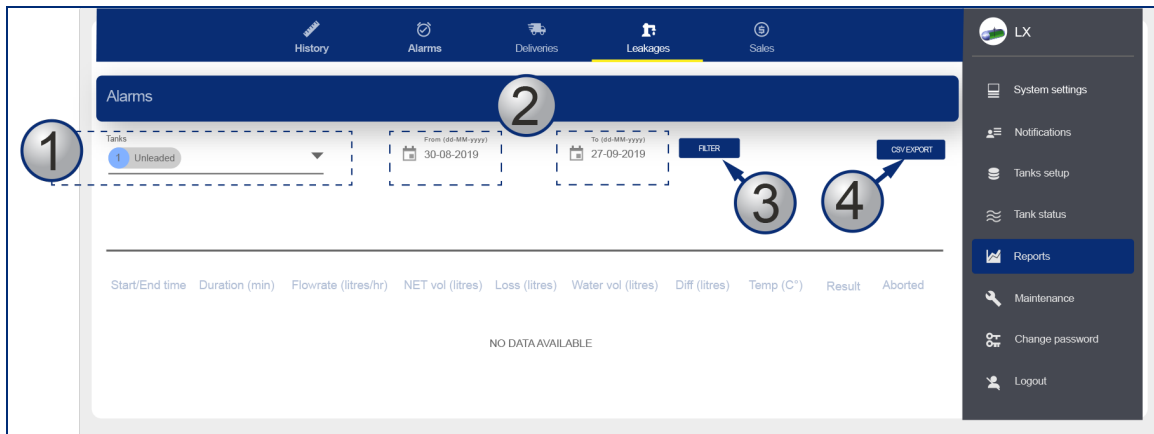 History Alarms Deliveries Leakages Sales
LX
Alarms
2
System settings
1
Tanks
1 Unleaded
From (dd-MM-yyyy)
30-08-2019
To (dd-MM-yyyy)
27-09-2019
FILTER
CSV EXPORT
3
4
Notifications
Tanks setup
Tank status
Reports
Maintenance
Change password
Logout
Start/End time Duration (min) Flowrate (litres/hr) NET vol (litres) Loss (litres) Water vol (litres) Diff (litres) Temp (C°) Result Aborted
NO DATA AVAILABLE